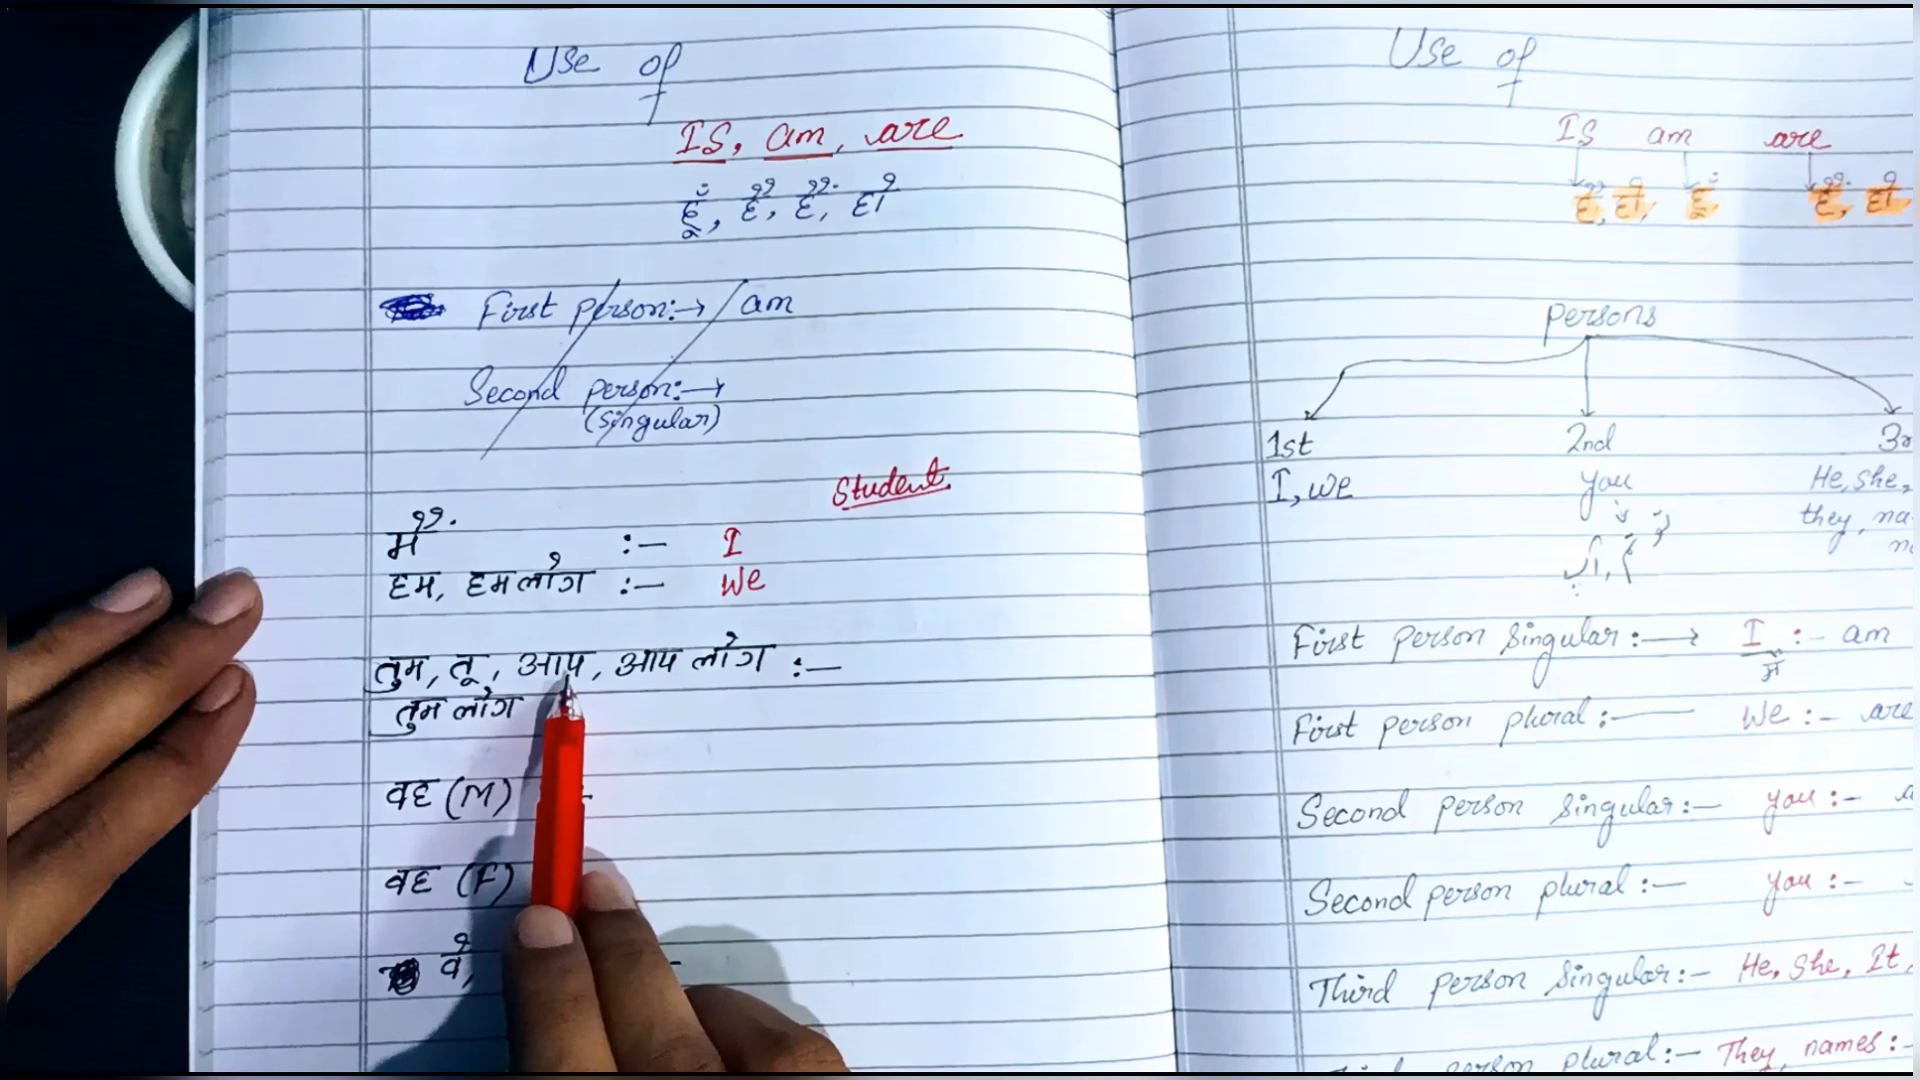 Use of
Is, am, are
हूँ, है, हैं, हो
First person:→ am
Second person:→
(Singular)
Student
मैं :- I
हम, हमलोग :- We
तुम, तू, आप, आप लोग :-
तुम लोग
वह (M)
वह (F)
वे,
Use of
Is am are
है, हो, हूँ हैं, हो
Persons
1st 2nd
I, we you He, she,
they,
First person singular:→ I :- am
मैं
First person plural:- We :- are
Second person singular:- you :-
Second person plural:- you :-
Third person singular:- He, she, It,
person plural:- They, names:-